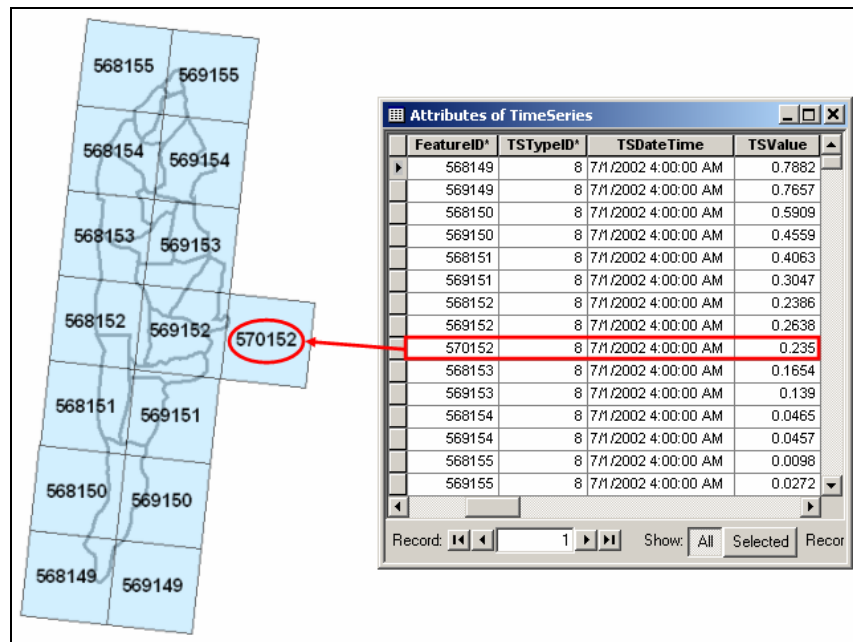 568155 569155
568154 569154
568153 569153
568152 569152 570152
568151 569151
568150 569150
568149 569149
Attributes of TimeSeries
FeatureID* TSTypeID* TSDateTime TSValue
568149 8 7/1/2002 4:00:00 AM 0.7882
569149 8 7/1/2002 4:00:00 AM 0.7657
568150 8 7/1/2002 4:00:00 AM 0.5909
569150 8 7/1/2002 4:00:00 AM 0.4559
568151 8 7/1/2002 4:00:00 AM 0.4063
569151 8 7/1/2002 4:00:00 AM 0.3047
568152 8 7/1/2002 4:00:00 AM 0.2386
569152 8 7/1/2002 4:00:00 AM 0.2638
570152 8 7/1/2002 4:00:00 AM 0.235
568153 8 7/1/2002 4:00:00 AM 0.1654
569153 8 7/1/2002 4:00:00 AM 0.139
568154 8 7/1/2002 4:00:00 AM 0.0465
569154 8 7/1/2002 4:00:00 AM 0.0457
568155 8 7/1/2002 4:00:00 AM 0.0098
569155 8 7/1/2002 4:00:00 AM 0.0272
Record: 1 Show: All Selected Recor